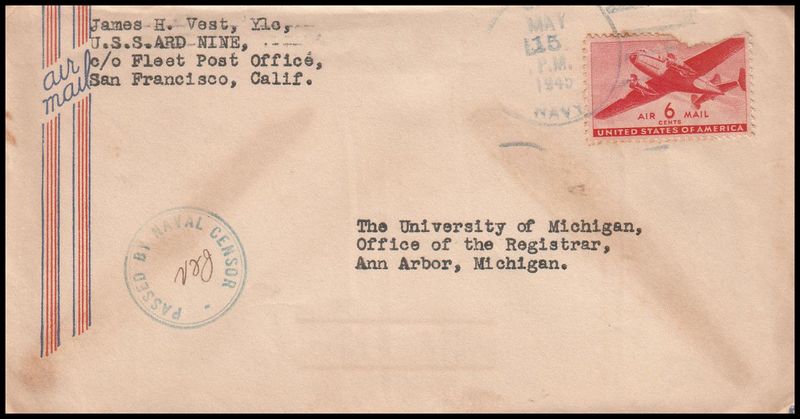 James H. Vest, Y1c,
U.S.S.ARD NINE,
c/o Fleet Post Office,
San Francisco, Calif.
air
mail
MAY
15
P.M.
1945
NAVY
AIR 6 MAIL
CENTS
UNITED STATES OF AMERICA
The University of Michigan,
Office of the Registrar,
Ann Arbor, Michigan.
PASSED BY NAVAL CENSOR